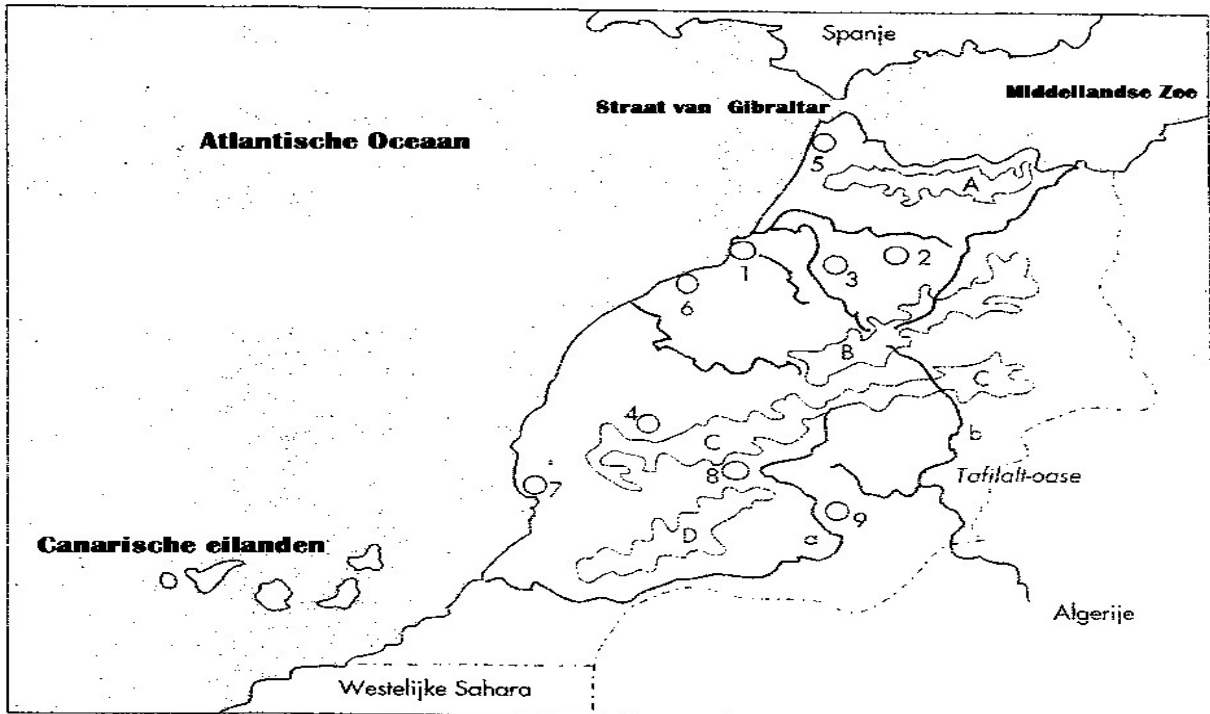 Spanje
Middellandse Zee
Straat van Gibraltar
Atlantische Oceaan
5
A
1
2
3
6
B
C
4
C
b
8
Tafilalt-oase
7
9
D
a
Canarische eilanden
Algerije
Westelijke Sahara